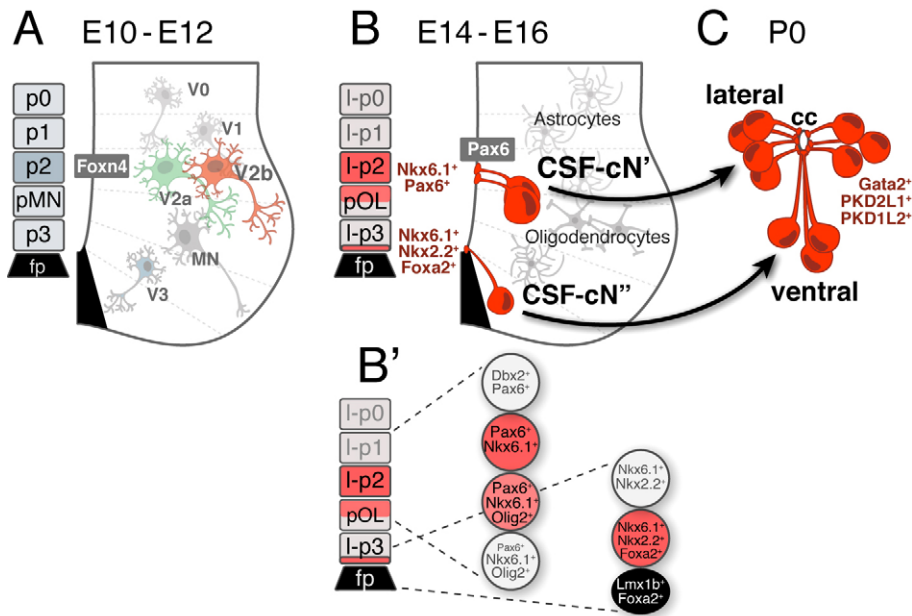 A E10 - E12
p0
p1
p2
pMN
p3
fp
Foxn4
V0
V1
V2b
V2a
MN
V3
B E14 - E16
l-p0
l-p1
l-p2
pOL
l-p3
fp
Nkx6.1⁺
Pax6⁺
Nkx6.1⁺
Nkx2.2⁺
Foxa2⁺
Pax6
Astrocytes
CSF-cN'
Oligodendrocytes
CSF-cN''
C P0
lateral
cc
Gata2⁺
PKD2L1⁺
PKD1L2⁺
ventral
B'
l-p0
l-p1
l-p2
pOL
l-p3
fp
Dbx2⁺
Pax6⁺
Pax6⁺
Nkx6.1⁺
Pax6⁺
Nkx6.1⁺
Olig2⁺
Pax6⁺
Nkx6.1⁺
Olig2⁺
Nkx6.1⁺
Nkx2.2⁺
Nkx6.1⁺
Nkx2.2⁺
Foxa2⁺
Lmx1b⁺
Foxa2⁺